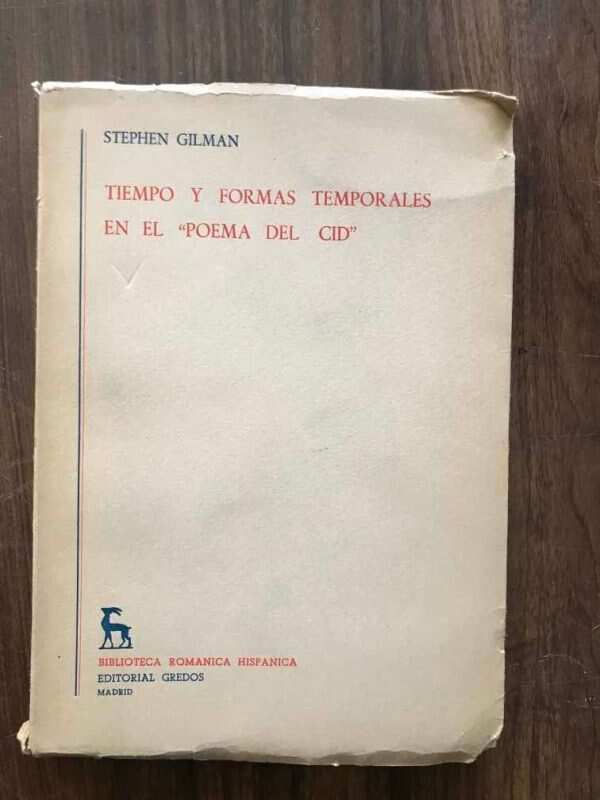 STEPHEN GILMAN
TIEMPO Y FORMAS TEMPORALES
EN EL “POEMA DEL CID”
BIBLIOTECA ROMANICA HISPANICA
EDITORIAL GREDOS
MADRID